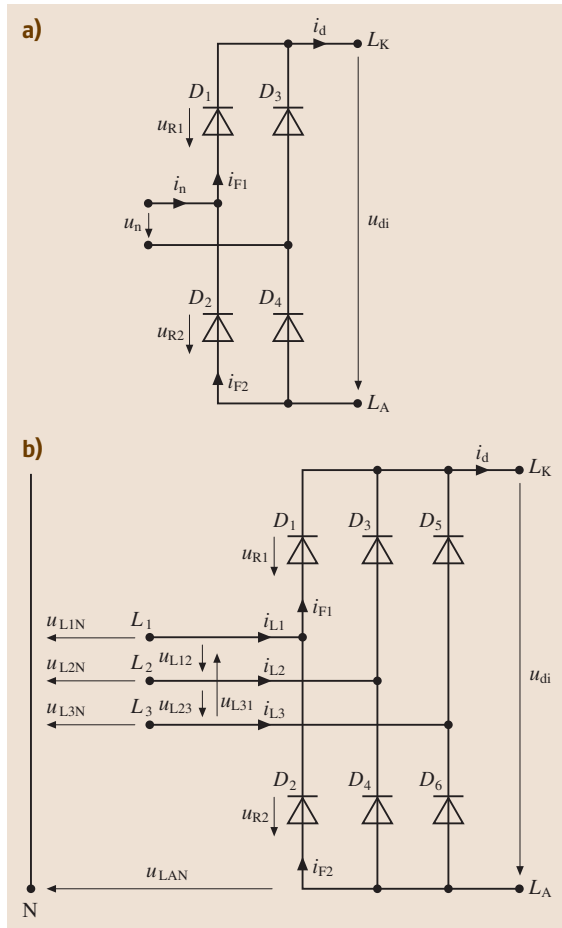 a)
i_d
L_K
D_1
D_3
u_R1
i_n
i_F1
u_n
u_di
D_2
D_4
u_R2
i_F2
L_A
b)
i_d
L_K
D_1
D_3
D_5
u_R1
i_F1
u_L1N
L_1
i_L1
u_L2N
L_2
u_L12
i_L2
u_di
u_L3N
L_3
u_L23
u_L31
i_L3
D_2
D_4
D_6
u_R2
i_F2
u_LAN
L_A
N